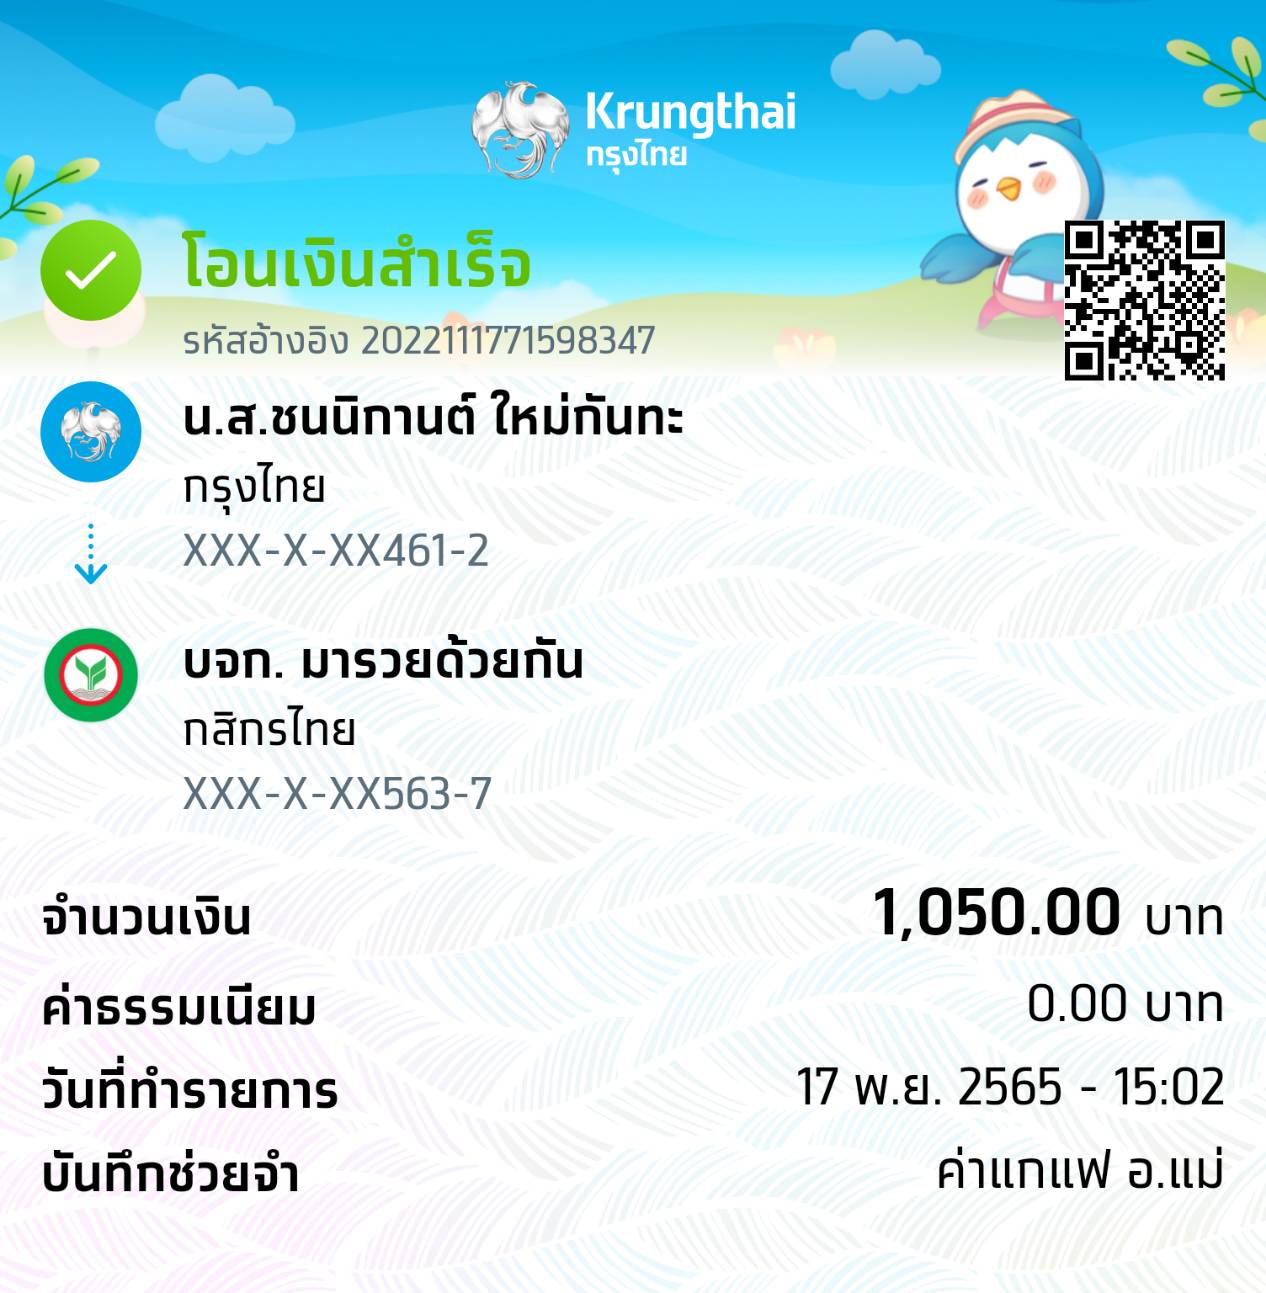 Krungthai
กรุงไทย
โอนเงินสำเร็จ
รหัสอ้างอิง 2022111771598347
น.ส.ชนนิกานต์ ใหม่กันทะ
กรุงไทย
XXX-X-XX461-2
บจก. มารวยด้วยกัน
กสิกรไทย
XXX-X-XX563-7
จำนวนเงิน 1,050.00 บาท
ค่าธรรมเนียม 0.00 บาท
วันที่ทำรายการ 17 พ.ย. 2565 - 15:02
บันทึกช่วยจำ ค่าแกแฟ อ.แม่